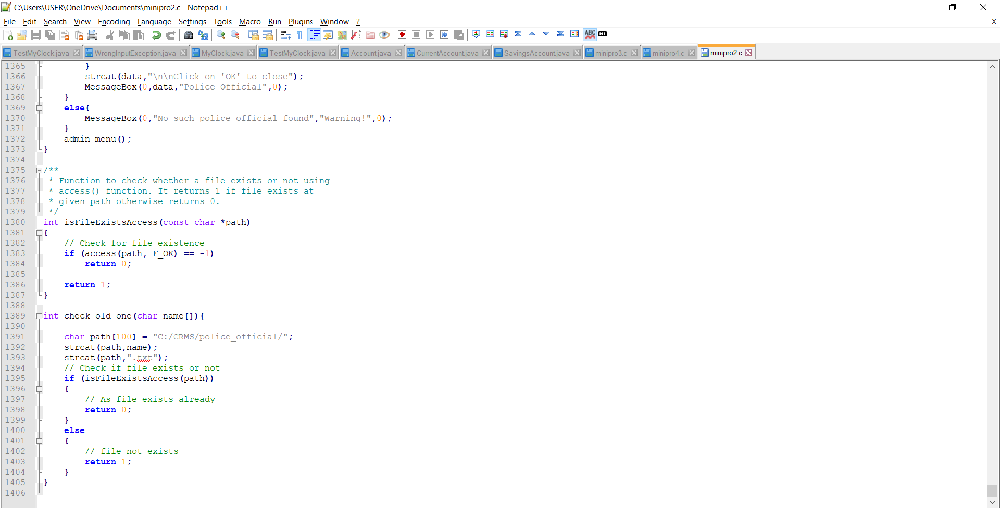 C:\Users\USER\OneDrive\Documents\minipro2.c - Notepad++
File Edit Search View Encoding Language Settings Tools Macro Run Plugins Window ? X
TestMyClock.java WrongInputException.java MyClock.java TestMyClock.java Account.java CurrentAccount.java SavingsAccount.java minipro3.c minipro4.c minipro2.c
1365 }
1366 strcat(data,"\n\nClick on 'OK' to close");
1367 MessageBox(0,data,"Police Official",0);
1368 }
1369 else{
1370 MessageBox(0,"No such police official found","Warning!",0);
1371 }
1372 admin_menu();
1373 }
1374
1375 /**
1376 * Function to check whether a file exists or not using
1377 * access() function. It returns 1 if file exists at
1378 * given path otherwise returns 0.
1379 */
1380 int isFileExistsAccess(const char *path)
1381 {
1382 // Check for file existence
1383 if (access(path, F_OK) == -1)
1384 return 0;
1385
1386 return 1;
1387 }
1388
1389 int check_old_one(char name[]){
1390
1391 char path[100] = "C:/CRMS/police_official/";
1392 strcat(path,name);
1393 strcat(path,".txt");
1394 // Check if file exists or not
1395 if (isFileExistsAccess(path))
1396 {
1397 // As file exists already
1398 return 0;
1399 }
1400 else
1401 {
1402 // file not exists
1403 return 1;
1404 }
1405 }
1406